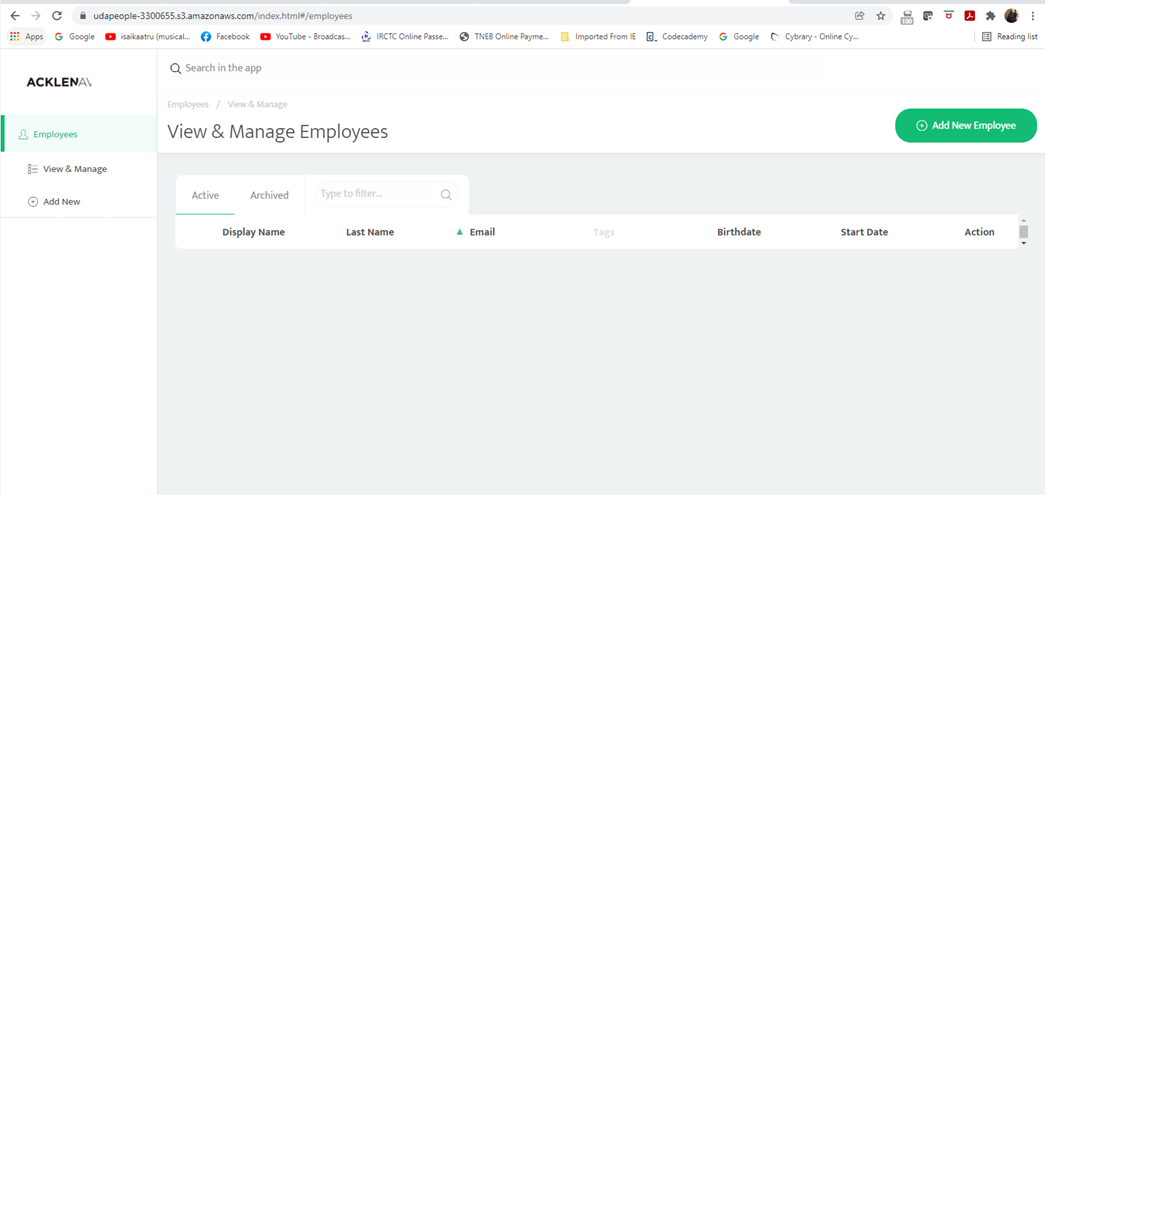 udapeople-3300655.s3.amazonaws.com/index.html#/employees
Apps Google isaikaatru (musical... Facebook YouTube - Broadcas... IRCTC Online Passe... TNEB Online Payme... Imported From IE Codecademy Google Cybrary - Online Cy... Reading list
ACKLENAV
Search in the app
Employees / View & Manage
View & Manage Employees
Add New Employee
Employees
View & Manage
Add New
Active Archived Type to filter...
Display Name Last Name Email Tags Birthdate Start Date Action